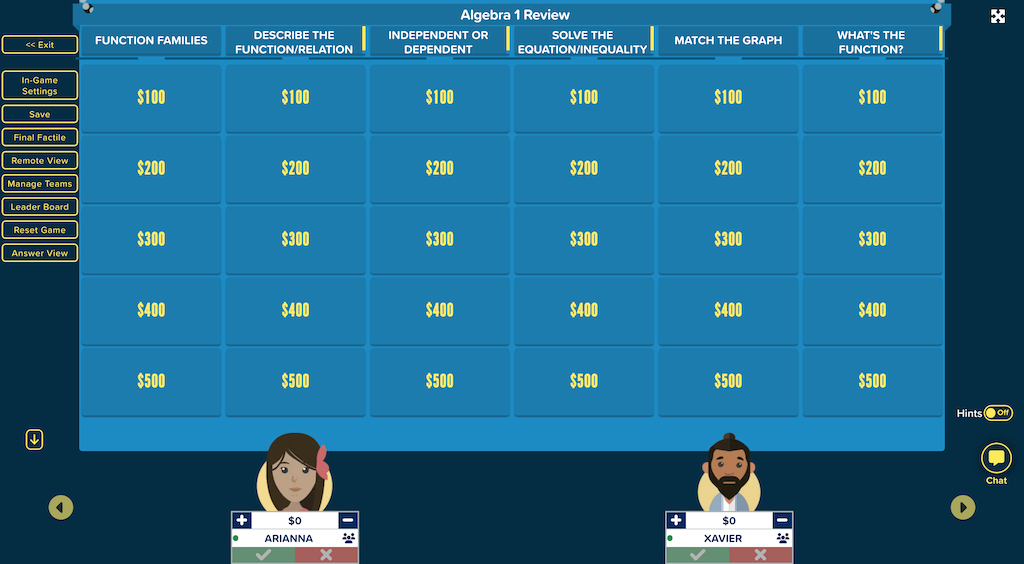 Algebra 1 Review
<< Exit
FUNCTION FAMILIES
DESCRIBE THE
FUNCTION/RELATION
INDEPENDENT OR
DEPENDENT
SOLVE THE
EQUATION/INEQUALITY
MATCH THE GRAPH
WHAT'S THE
FUNCTION?
In-Game
Settings
Save
Final Factile
Remote View
Manage Teams
Leader Board
Reset Game
Answer View
$100 $100 $100 $100 $100 $100
$200 $200 $200 $200 $200 $200
$300 $300 $300 $300 $300 $300
$400 $400 $400 $400 $400 $400
$500 $500 $500 $500 $500 $500
Hints Off
Chat
$0
ARIANNA
$0
XAVIER